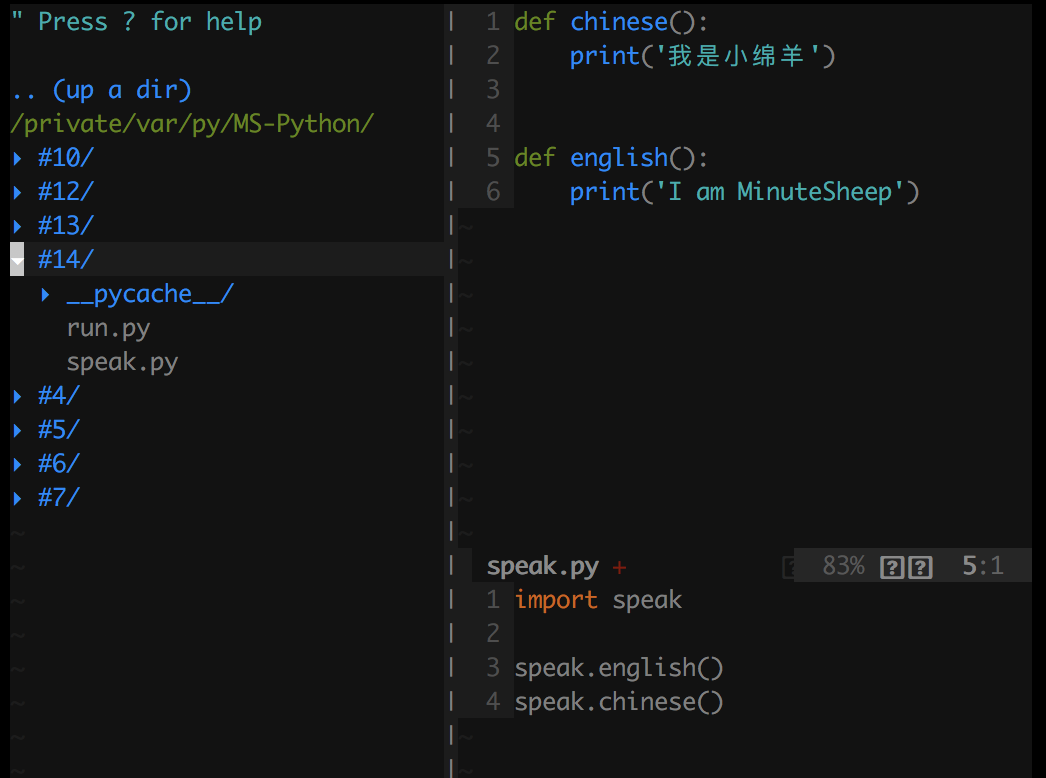 " Press ? for help
.. (up a dir)
/private/var/py/MS-Python/
▸ #10/
▸ #12/
▸ #13/
▾ #14/
▸ __pycache__/
run.py
speak.py
▸ #4/
▸ #5/
▸ #6/
▸ #7/
1 def chinese():
2 print('我是小绵羊')
3
4
5 def english():
6 print('I am MinuteSheep')
speak.py + 83% 5:1
1 import speak
2
3 speak.english()
4 speak.chinese()